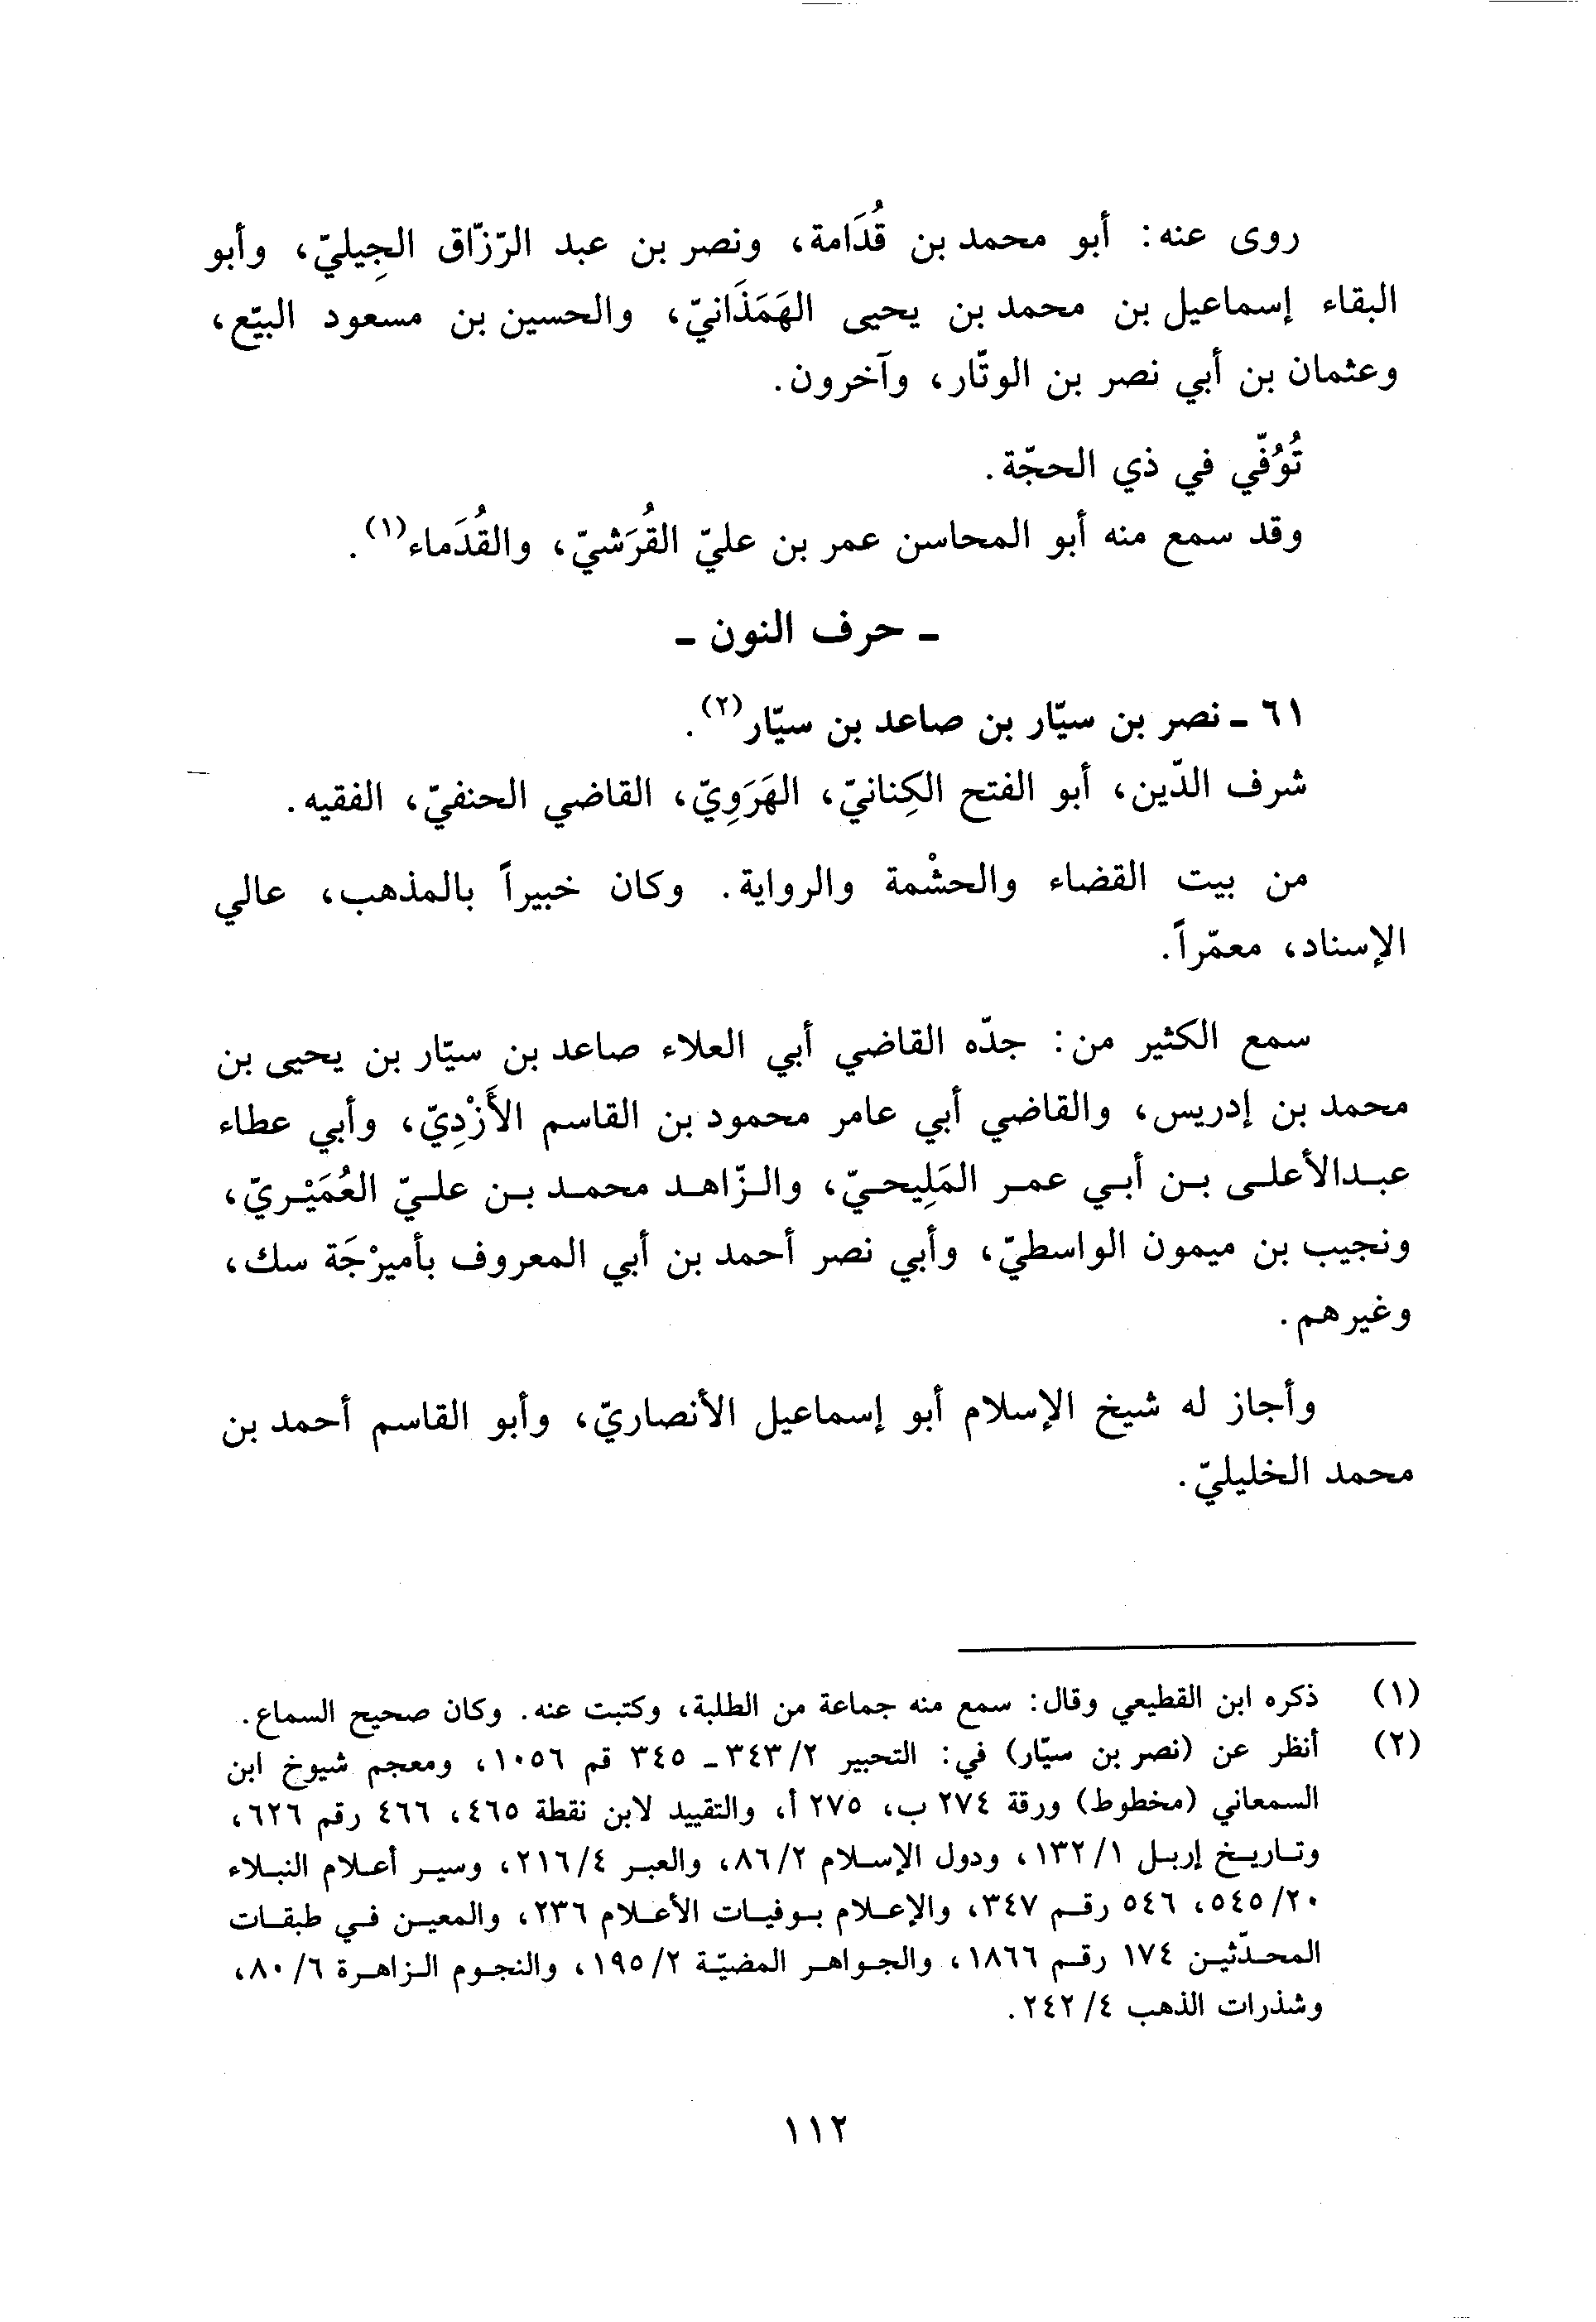 روى عنه: أبو محمد بن قُدَامة، ونصر بن عبد الرّزّاق الجِيليّ، وأبو
البقاء إسماعيل بن محمد بن يحيى الهَمَذَانيّ، والحسين بن مسعود البيّع،
وعثمان بن أبي نصر بن الوتّار، وآخرون.
تُوُفّي في ذي الحجّة.
وقد سمع منه أبو المحاسن عمر بن عليّ القُرَشيّ، والقُدَماء(١).
ـ حرف النون ـ
٦١ ـ نصر بن سيّار بن صاعد بن سيّار(٢).
شرف الدّين، أبو الفتح الكِنانيّ، الهَرَوِيّ، القاضي الحنفيّ، الفقيه.
من بيت القضاء والحشْمة والرواية. وكان خبيراً بالمذهب، عالي
الإسناد، معمّراً.
سمع الكثير من: جدّه القاضي أبي العلاء صاعد بن سيّار بن يحيى بن
محمد بن إدريس، والقاضي أبي عامر محمود بن القاسم الأَزْدِيّ، وأبي عطاء
عبدالأعلى بن أبي عمر المَلِيحيّ، والزّاهد محمد بن عليّ العُمَيْريّ،
ونجيب بن ميمون الواسطيّ، وأبي نصر أحمد بن أبي المعروف بأميرْجَة سك،
وغيرهم.
وأجاز له شيخ الإسلام أبو إسماعيل الأنصاريّ، وأبو القاسم أحمد بن
محمد الخليليّ.
(١) ذكره ابن القطيعي وقال: سمع منه جماعة من الطلبة، وكتبت عنه. وكان صحيح السماع.
(٢) أنظر عن (نصر بن سيّار) في: التحبير ٣٤٣/٢ ـ ٣٤٥ قم ١٠٥٦، ومعجم شيوخ ابن
السمعاني (مخطوط) ورقة ٢٧٤ ب، ٢٧٥ أ، والتقييد لابن نقطة ٤٦٥، ٤٦٦ رقم ٦٢٦،
وتاريخ إربل ١٣٢/١، ودول الإسلام ٨٦/٢، والعبر ٢١٦/٤، وسير أعلام النبلاء
٥٤٥/٢٠، ٥٤٦ رقم ٣٤٧، والإعلام بوفيات الأعلام ٢٣٦، والمعين في طبقات
المحدّثين ١٧٤ رقم ١٨٦٦، والجواهر المضيّة ١٩٥/٢، والنجوم الزاهرة ٨٠/٦،
وشذرات الذهب ٢٤٢/٤.
١١٢